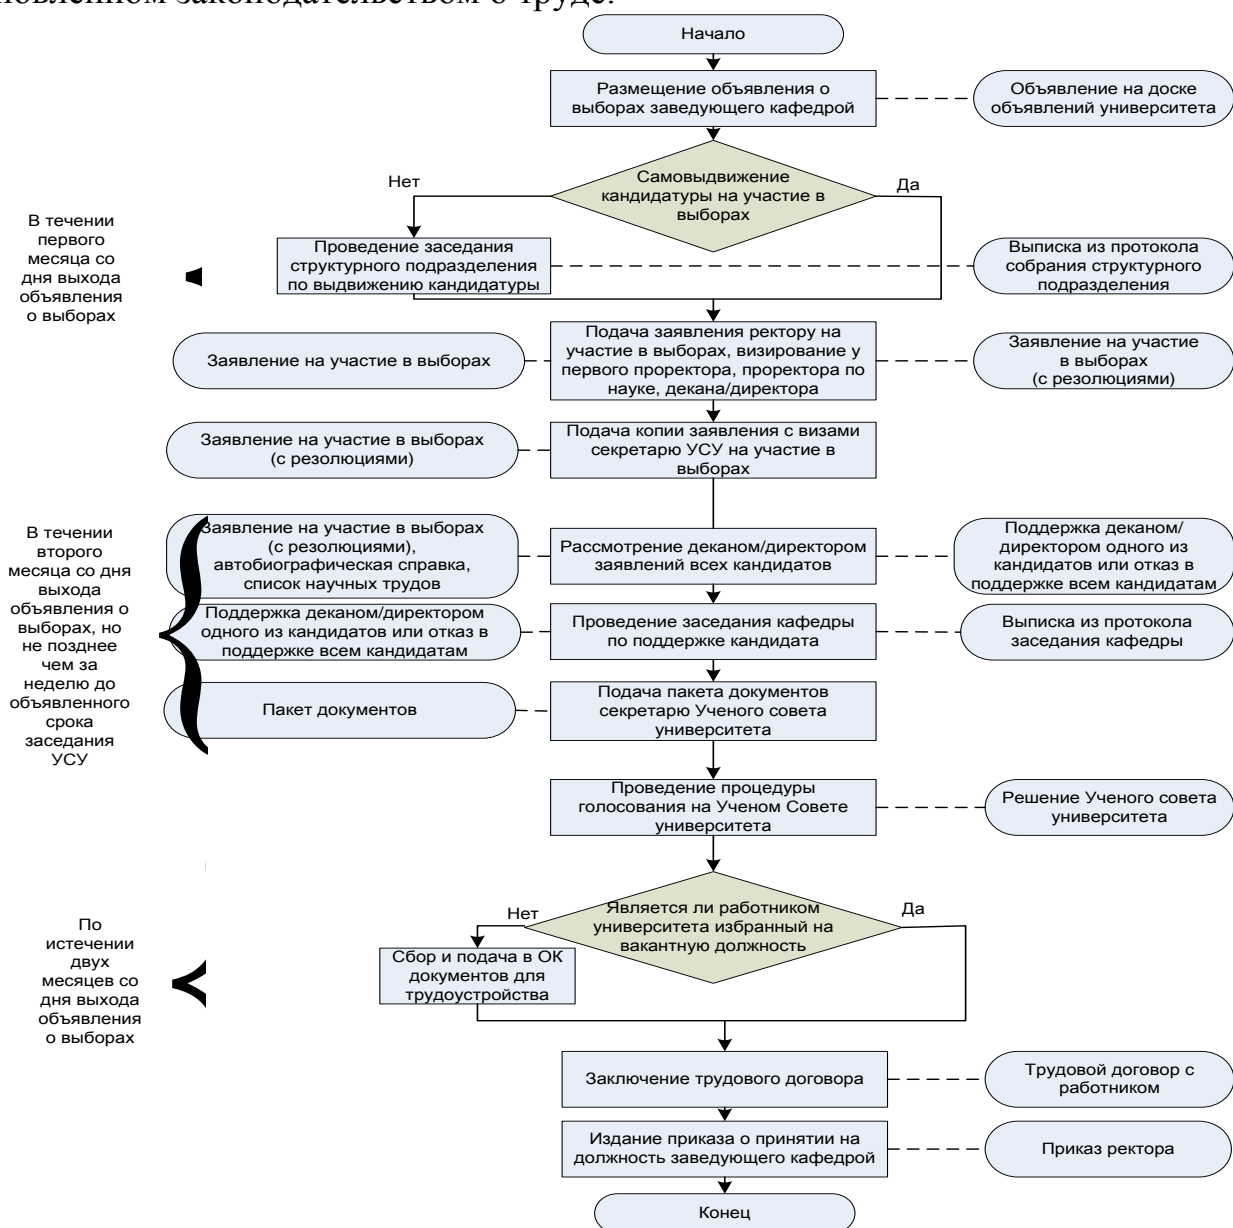 новленном законодательством о труде.
Начало
Размещение объявления о
выборах заведующего кафедрой
Объявление на доске
объявлений университета
Самовыдвижение
кандидатуры на участие в
выборах
Нет
Да
В течении
первого
месяца со
дня выхода
объявления
о выборах
Проведение заседания
структурного подразделения
по выдвижению кандидатуры
Выписка из протокола
собрания структурного
подразделения
Заявление на участие в выборах
Подача заявления ректору на
участие в выборах, визирование у
первого проректора, проректора по
науке, декана/директора
Заявление на участие
в выборах
(с резолюциями)
Заявление на участие в выборах
(с резолюциями)
Подача копии заявления с визами
секретарю УСУ на участие в
выборах
В течении
второго
месяца со дня
выхода
объявления о
выборах, но
не позднее
чем за
неделю до
объявленного
срока
заседания
УСУ
Заявление на участие в выборах
(с резолюциями),
автобиографическая справка,
список научных трудов
Рассмотрение деканом/директором
заявлений всех кандидатов
Поддержка деканом/
директором одного из
кандидатов или отказ в
поддержке всем кандидатам
Поддержка деканом/директором
одного из кандидатов или отказ в
поддержке всем кандидатам
Проведение заседания кафедры
по поддержке кандидата
Выписка из протокола
заседания кафедры
Пакет документов
Подача пакета документов
секретарю Ученого совета
университета
Проведение процедуры
голосования на Ученом Совете
университета
Решение Ученого совета
университета
Является ли работником
университета избранный на
вакантную должность
Нет
Да
По
истечении
двух
месяцев со
дня выхода
объявления
о выборах
Сбор и подача в ОК
документов для
трудоустройства
Заключение трудового договора
Трудовой договор с
работником
Издание приказа о принятии на
должность заведующего кафедрой
Приказ ректора
Конец